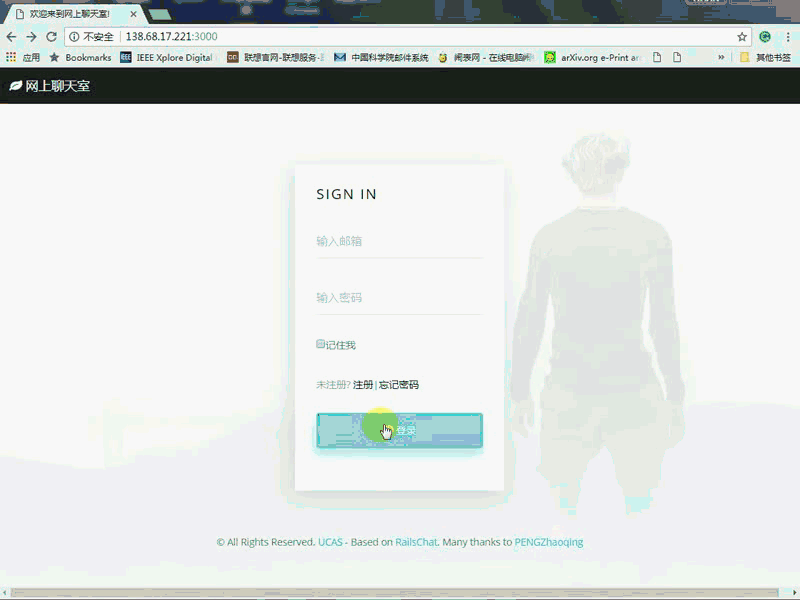 欢迎来到网上聊天室!
不安全 138.68.17.221:3000
应用 Bookmarks IEEE Xplore Digital 联想官网-联想服务- 中国科学院邮件系统 闹表网 - 在线电脑闹 arXiv.org e-Print ar » 其他书签
网上聊天室
SIGN IN
输入邮箱
输入密码
记住我
未注册? 注册 | 忘记密码
登录
© All Rights Reserved. UCAS - Based on RailsChat. Many thanks to PENGZhaoqing